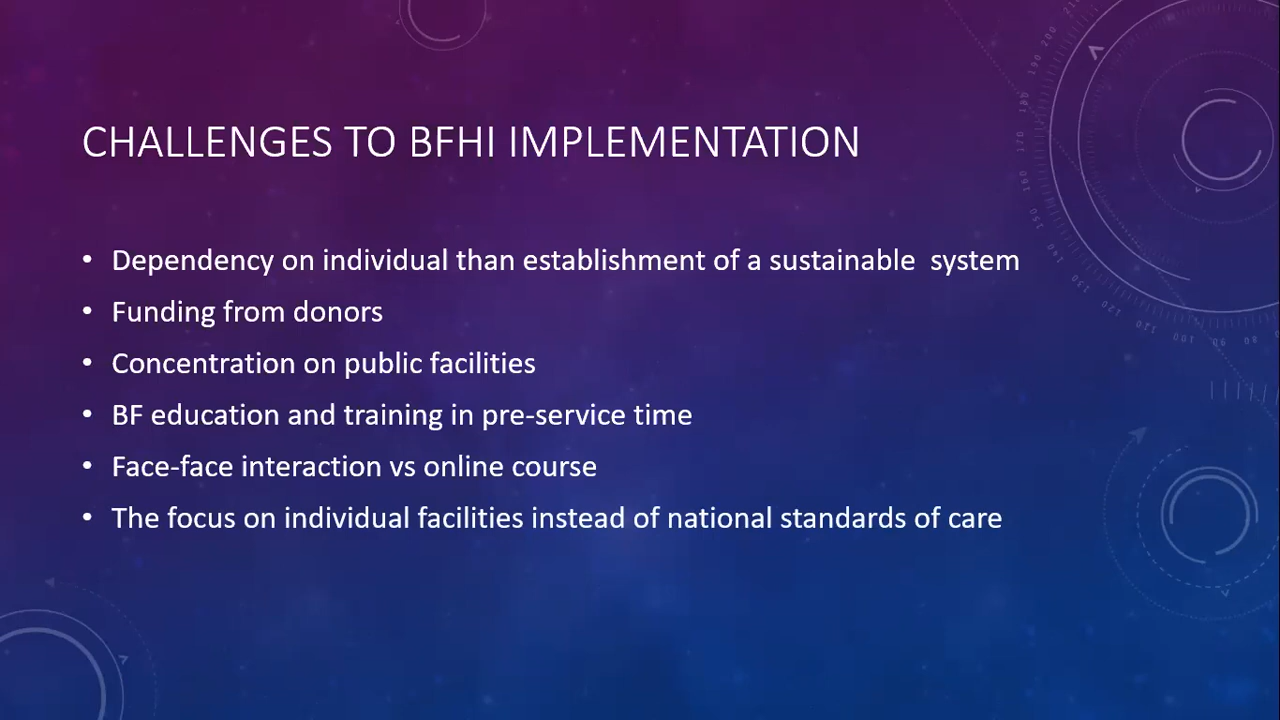 CHALLENGES TO BFHI IMPLEMENTATION
• Dependency on individual than establishment of a sustainable  system
• Funding from donors
• Concentration on public facilities
• BF education and training in pre-service time
• Face-face interaction vs online course
• The focus on individual facilities instead of national standards of care